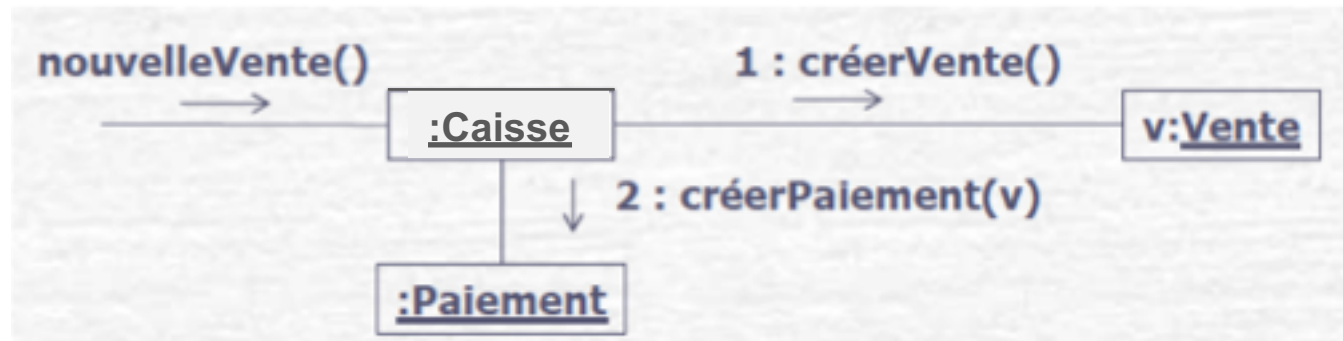 nouvelleVente()
1 : créerVente()
:Caisse
v:Vente
2 : créerPaiement(v)
:Paiement